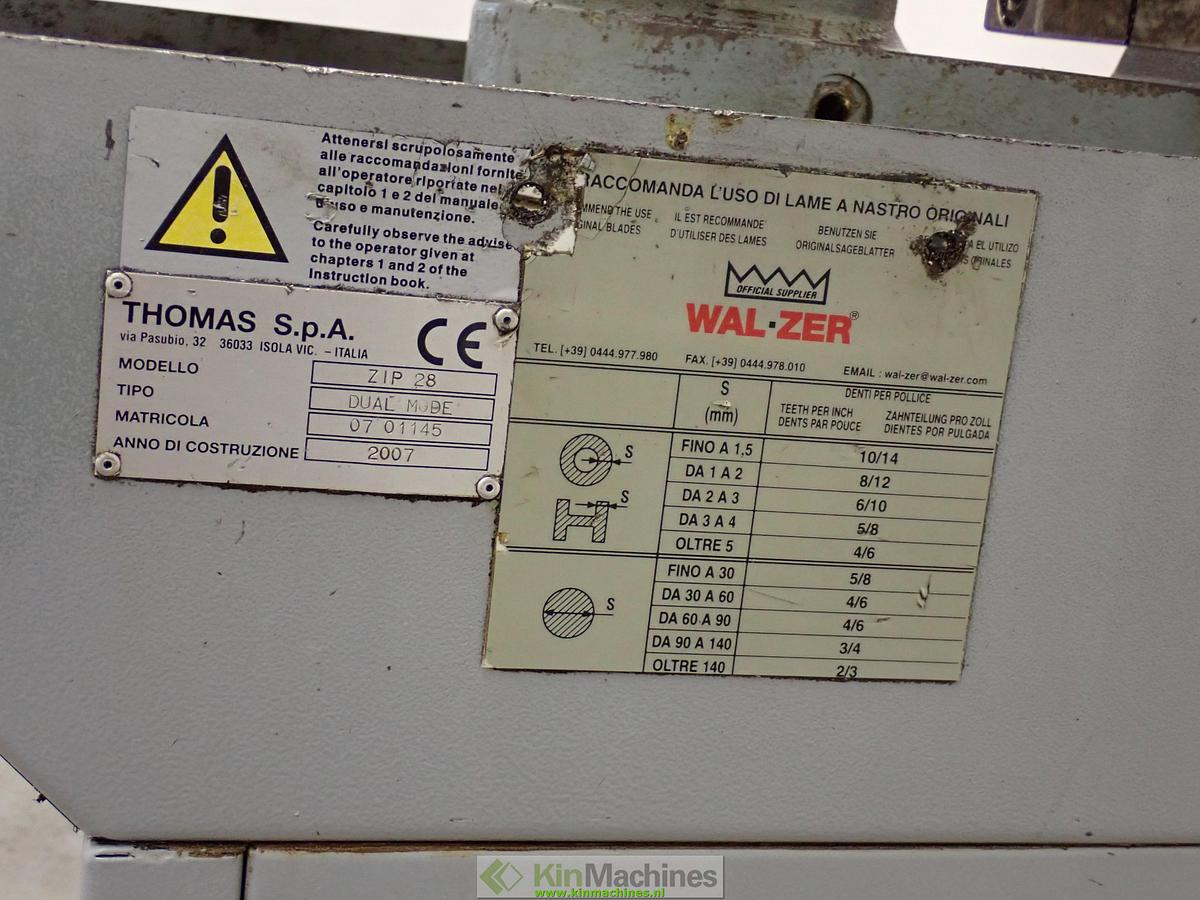 Attenersi scrupolosamente
alle raccomandazioni fornite
all'operatore riportate nel
capitolo 1 e 2 del manuale
d'uso e manutenzione.
Carefully observe the advise
to the operator given at
chapters 1 and 2 of the
instruction book.
THOMAS S.p.A.
via Pasubio, 32 36033 ISOLA VIC. - ITALIA
CE
MODELLO ZIP 28
TIPO DUAL MODE
MATRICOLA 07 01145
ANNO DI COSTRUZIONE 2007
RACCOMANDA L'USO DI LAME A NASTRO ORIGINALI
THE USE
BLADES
IL EST RECOMMANDE
D'UTILISER DES LAMES
BENUTZEN SIE
ORIGINALSAGEBLATTER
EL UTILIZO
OFFICIAL SUPPLIER
WAL-ZER®
TEL. [+39) 0444.977.980 FAX. [+39) 0444.978.010 EMAIL : wal-zer@wal-zer.com
S
(mm)
DENTI PER POLLICE
TEETH PER INCH ZAHNTEILUNG PRO ZOLL
DENTS PAR POUCE DIENTES POR PULGADA
S
S
FINO A 1,5 10/14
DA 1 A 2 8/12
DA 2 A 3 6/10
DA 3 A 4 5/8
OLTRE 5 4/6
S
FINO A 30 5/8
DA 30 A 60 4/6
DA 60 A 90 4/6
DA 90 A 140 3/4
OLTRE 140 2/3
KinMachines
www.kinmachines.nl